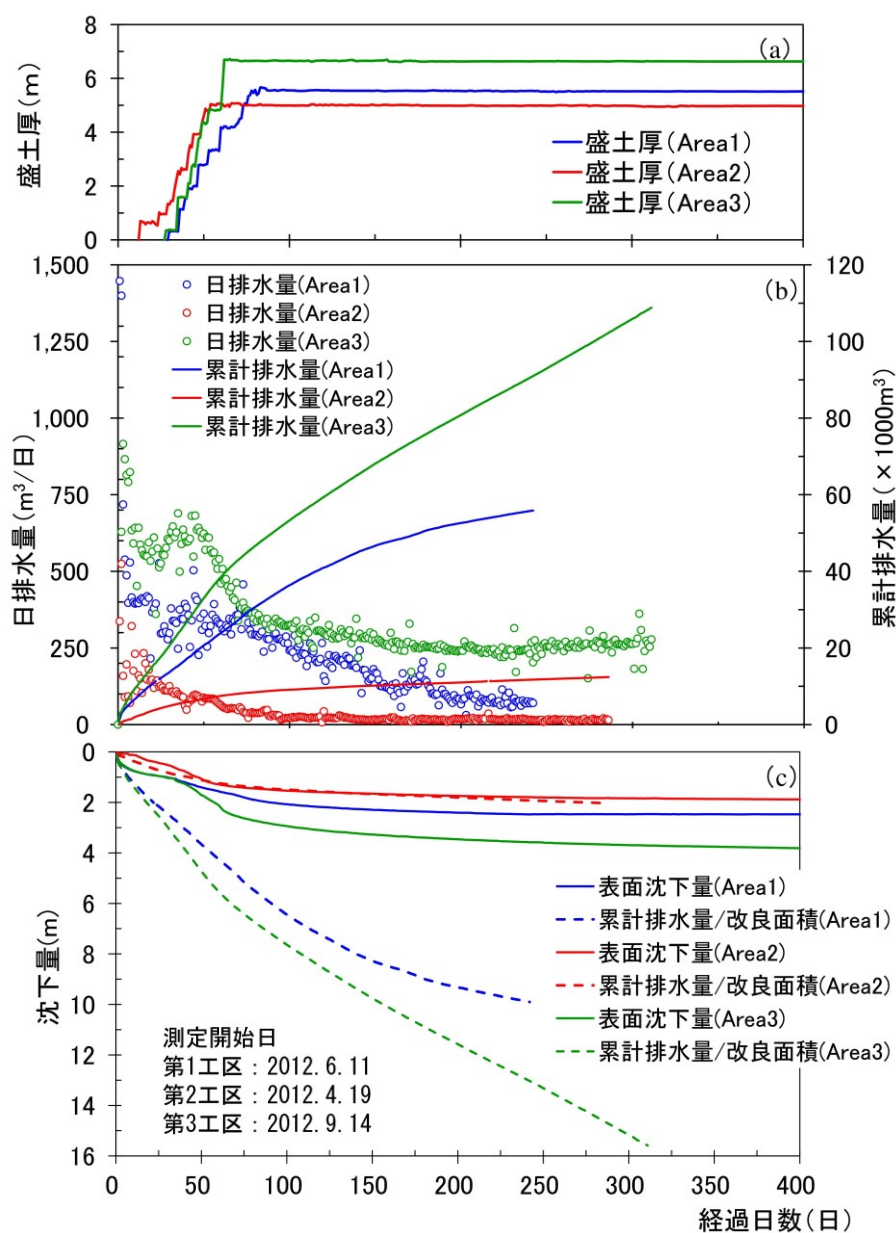 8
6
4
2
0
盛土厚(m)
(a)
盛土厚(Area1)
盛土厚(Area2)
盛土厚(Area3)
1,500
1,250
1,000
750
500
250
0
日排水量(m³/日)
120
100
80
60
40
20
0
累計排水量(×1000m³)
(b)
日排水量(Area1)
日排水量(Area2)
日排水量(Area3)
累計排水量(Area1)
累計排水量(Area2)
累計排水量(Area3)
0
2
4
6
8
10
12
14
16
沈下量(m)
(c)
表面沈下量(Area1)
累計排水量/改良面積(Area1)
表面沈下量(Area2)
累計排水量/改良面積(Area2)
表面沈下量(Area3)
累計排水量/改良面積(Area3)
測定開始日
第1工区:2012.6.11
第2工区:2012.4.19
第3工区:2012.9.14
0 50 100 150 200 250 300 350 400
経過日数(日)